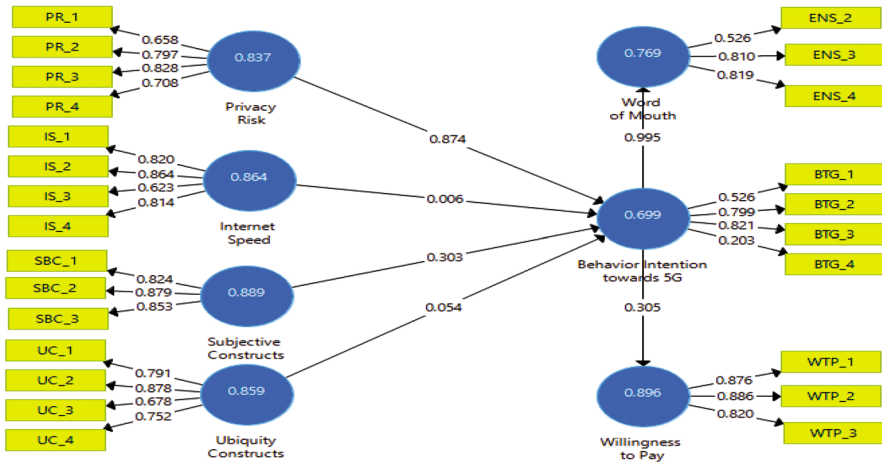 PR_1
PR_2
PR_3
PR_4
0.658
0.797
0.828
0.708
0.837
Privacy
Risk
IS_1
IS_2
IS_3
IS_4
0.820
0.864
0.623
0.814
0.864
Internet
Speed
SBC_1
SBC_2
SBC_3
0.824
0.879
0.853
0.889
Subjective
Constructs
UC_1
UC_2
UC_3
UC_4
0.791
0.878
0.678
0.752
0.859
Ubiquity
Constructs
0.874
0.006
0.303
0.054
0.769
Word
of Mouth
0.526
0.810
0.819
ENS_2
ENS_3
ENS_4
0.995
0.699
Behavior Intention
towards 5G
0.526
0.799
0.821
0.203
BTG_1
BTG_2
BTG_3
BTG_4
0.305
0.896
Willingness
to Pay
0.876
0.886
0.820
WTP_1
WTP_2
WTP_3